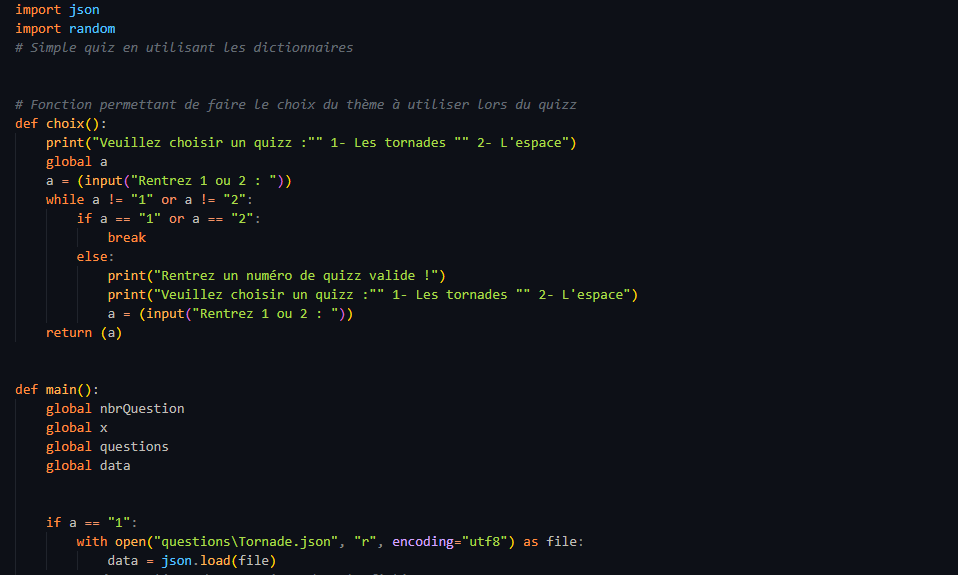 import json
import random
# Simple quiz en utilisant les dictionnaires
# Fonction permettant de faire le choix du thème à utiliser lors du quizz
def choix():
    print("Veuillez choisir un quizz :"" 1- Les tornades "" 2- L'espace")
    global a
    a = (input("Rentrez 1 ou 2 : "))
    while a != "1" or a != "2":
        if a == "1" or a == "2":
            break
        else:
            print("Rentrez un numéro de quizz valide !")
            print("Veuillez choisir un quizz :"" 1- Les tornades "" 2- L'espace")
            a = (input("Rentrez 1 ou 2 : "))
    return (a)
def main():
    global nbrQuestion
    global x
    global questions
    global data
    if a == "1":
        with open("questions\Tornade.json", "r", encoding="utf8") as file:
            data = json.load(file)